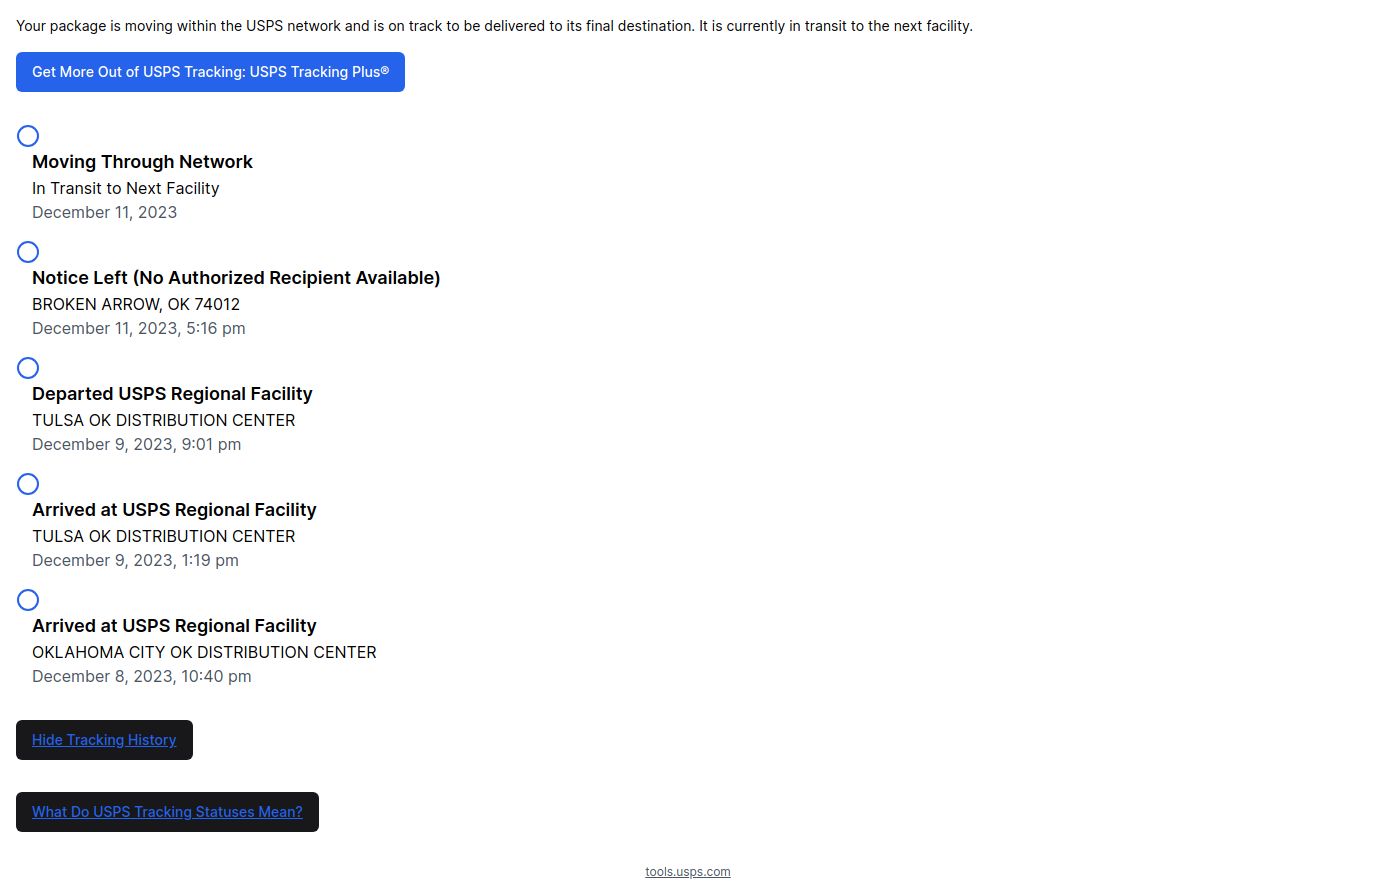 Your package is moving within the USPS network and is on track to be delivered to its final destination. It is currently in transit to the next facility.
Get More Out of USPS Tracking: USPS Tracking Plus®
Moving Through Network
In Transit to Next Facility
December 11, 2023
Notice Left (No Authorized Recipient Available)
BROKEN ARROW, OK 74012
December 11, 2023, 5:16 pm
Departed USPS Regional Facility
TULSA OK DISTRIBUTION CENTER
December 9, 2023, 9:01 pm
Arrived at USPS Regional Facility
TULSA OK DISTRIBUTION CENTER
December 9, 2023, 1:19 pm
Arrived at USPS Regional Facility
OKLAHOMA CITY OK DISTRIBUTION CENTER
December 8, 2023, 10:40 pm
Hide Tracking History
What Do USPS Tracking Statuses Mean?
tools.usps.com